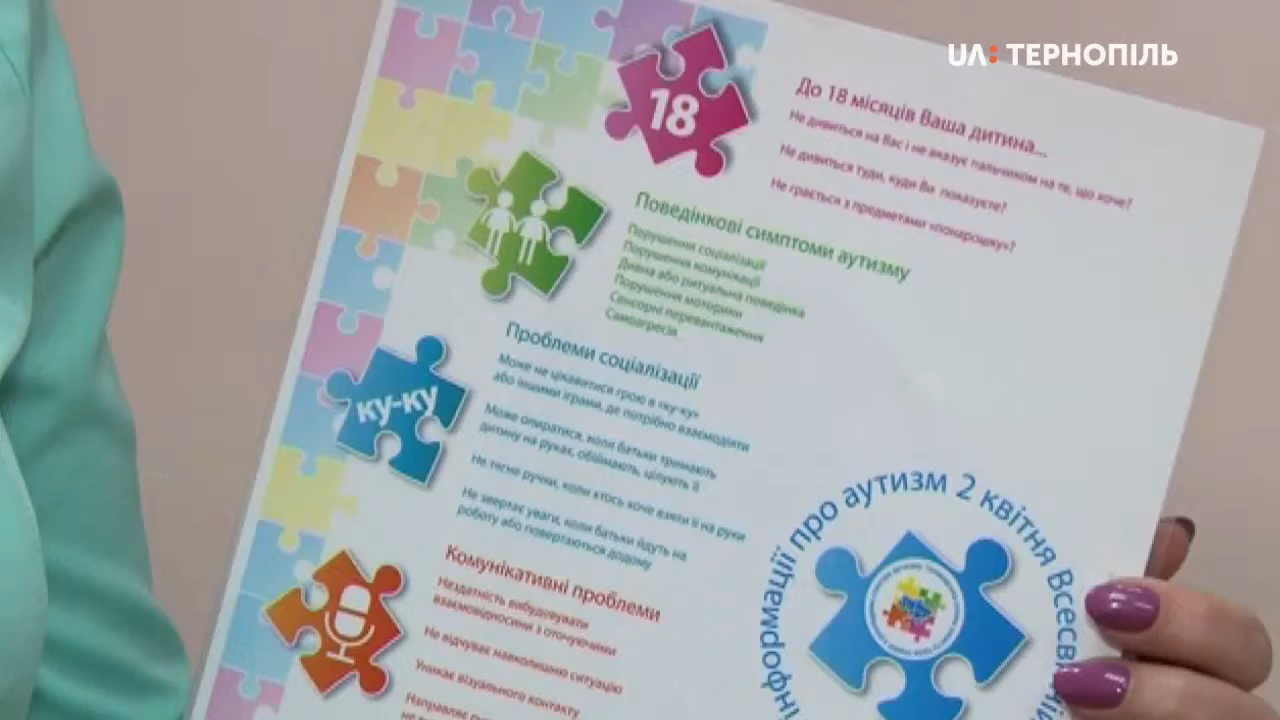 UA: ТЕРНОПІЛЬ
18
До 18 місяців Ваша дитина...
Не дивиться на Вас і не вказує пальчиком на те, що хоче?
Не дивиться туди, куди Ви показуєте?
Не грається з предметами «понарошку»?
Поведінкові симптоми аутизму
Порушення соціалізації
Порушення комунікації
Дивна або ритуальна поведінка
Порушення моторики
Сенсорні перевантаження
Самоагресія
ку-ку
Проблеми соціалізації
Може не цікавитися грою в «ку-ку»
або іншими іграми, де потрібно взаємодіяти
Може опиратися, коли батьки тримають
дитину на руках, обіймають, цілують її
Не тягне ручки, коли хтось хоче взяти її на руки
Не звертає уваги, коли батьки йдуть на
роботу або повертаються додому
Комунікативні проблеми
Нездатність вибудовувати
взаємовідносини з оточуючими
Не відчуває навколишню ситуацію
Уникає візуального контакту
Направляє
не
інформації про аутизм 2 квітня Всесві